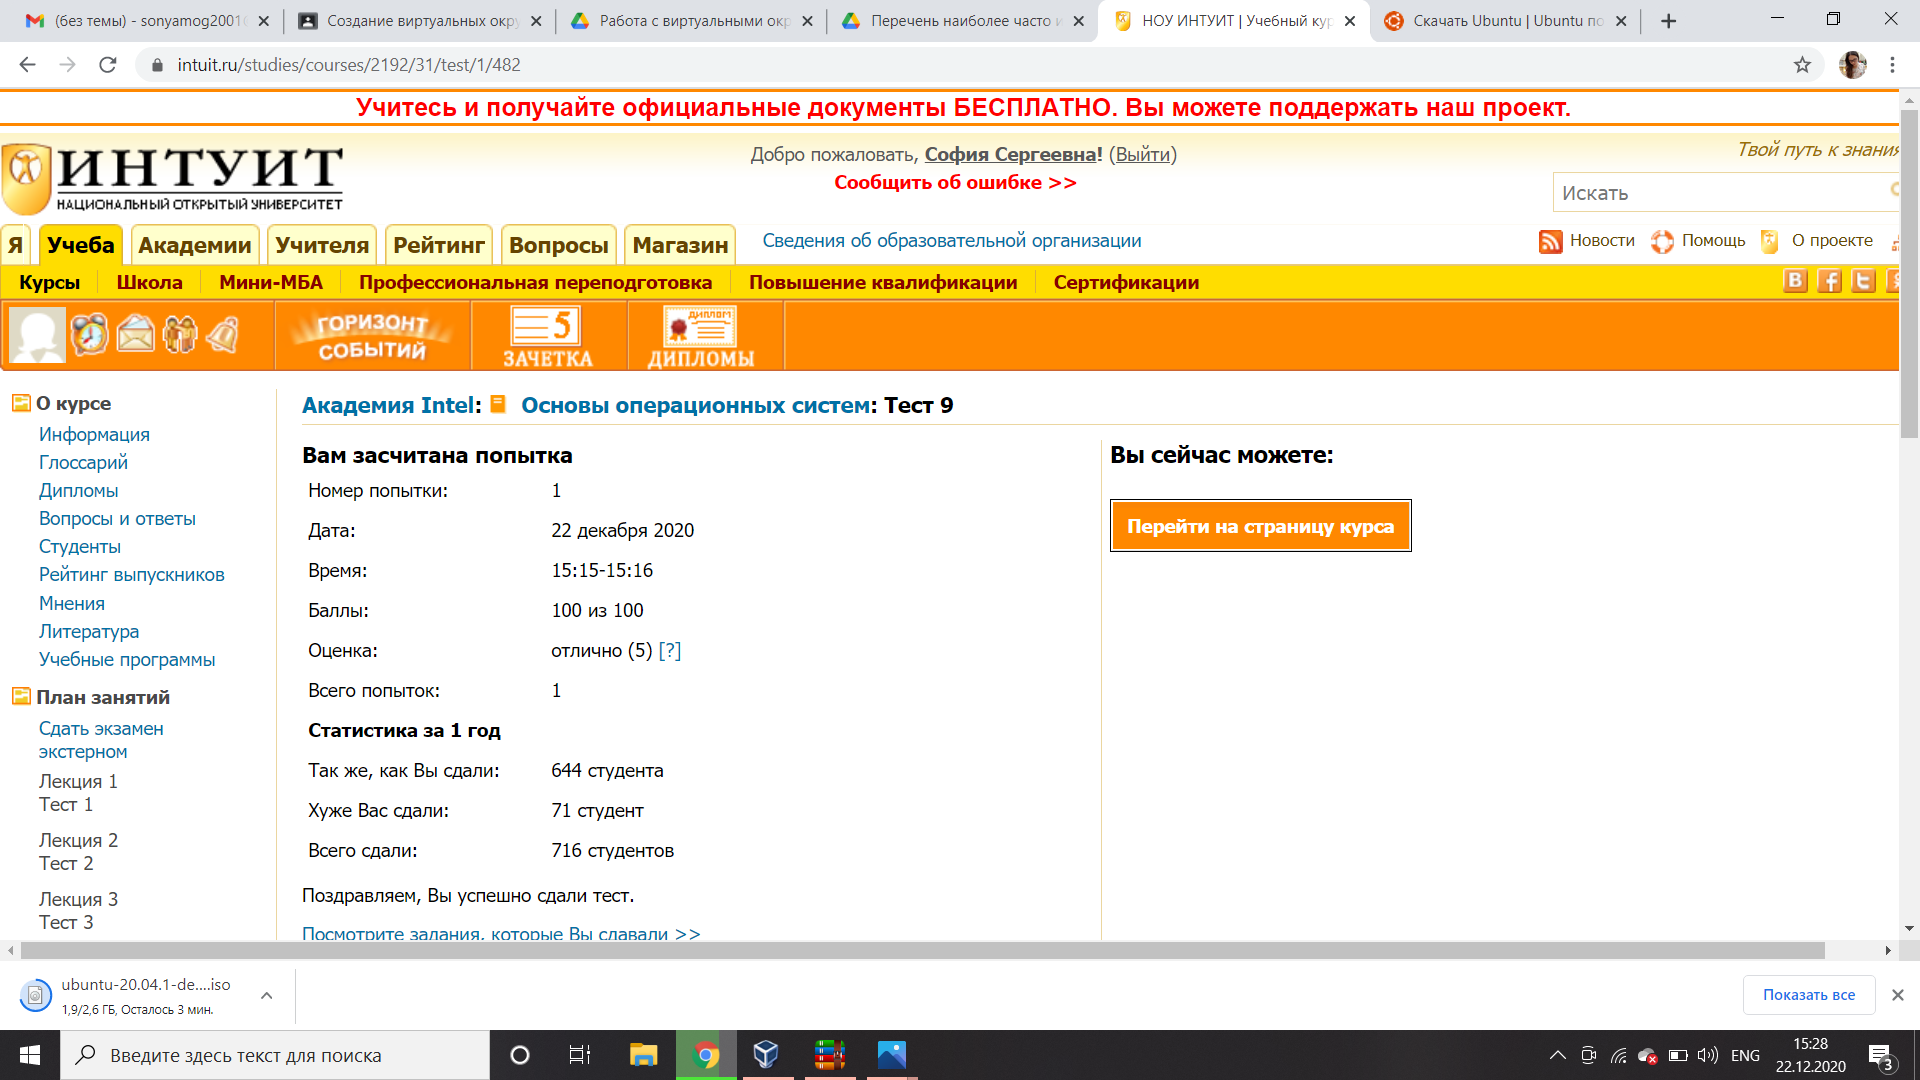 (без темы) - sonyamog2001
Создание виртуальных окру
Работа с виртуальными окр
Перечень наиболее часто и
НОУ ИНТУИТ | Учебный кур
Скачать Ubuntu | Ubuntu по
intuit.ru/studies/courses/2192/31/test/1/482
Учитесь и получайте официальные документы БЕСПЛАТНО. Вы можете поддержать наш проект.
ИНТУИТ
НАЦИОНАЛЬНЫЙ ОТКРЫТЫЙ УНИВЕРСИТЕТ
Добро пожаловать, София Сергеевна! (Выйти)
Сообщить об ошибке >>
Твой путь к знания
Искать
Я
Учеба
Академии
Учителя
Рейтинг
Вопросы
Магазин
Сведения об образовательной организации
Новости
Помощь
О проекте
Курсы
Школа
Мини-МБА
Профессиональная переподготовка
Повышение квалификации
Сертификации
ГОРИЗОНТ
СОБЫТИЙ
5
ЗАЧЕТКА
ДИПЛОМ
ДИПЛОМЫ
О курсе
Информация
Глоссарий
Дипломы
Вопросы и ответы
Студенты
Рейтинг выпускников
Мнения
Литература
Учебные программы
План занятий
Сдать экзамен
экстерном
Лекция 1
Тест 1
Лекция 2
Тест 2
Лекция 3
Тест 3
Академия Intel: Основы операционных систем: Тест 9
Вам засчитана попытка
Номер попытки: 1
Дата: 22 декабря 2020
Время: 15:15-15:16
Баллы: 100 из 100
Оценка: отлично (5) [?]
Всего попыток: 1
Статистика за 1 год
Так же, как Вы сдали: 644 студента
Хуже Вас сдали: 71 студент
Всего сдали: 716 студентов
Поздравляем, Вы успешно сдали тест.
Посмотрите задания, которые Вы сдавали >>
Вы сейчас можете:
Перейти на страницу курса
ubuntu-20.04.1-de....iso
1,9/2,6 ГБ, Осталось 3 мин.
Показать все
Введите здесь текст для поиска
ENG
15:28
22.12.2020
3